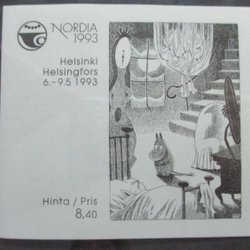 NORDIA
1993
Helsinki
Helsingfors
6.–9.5 1993
Hinta / Pris
8,40